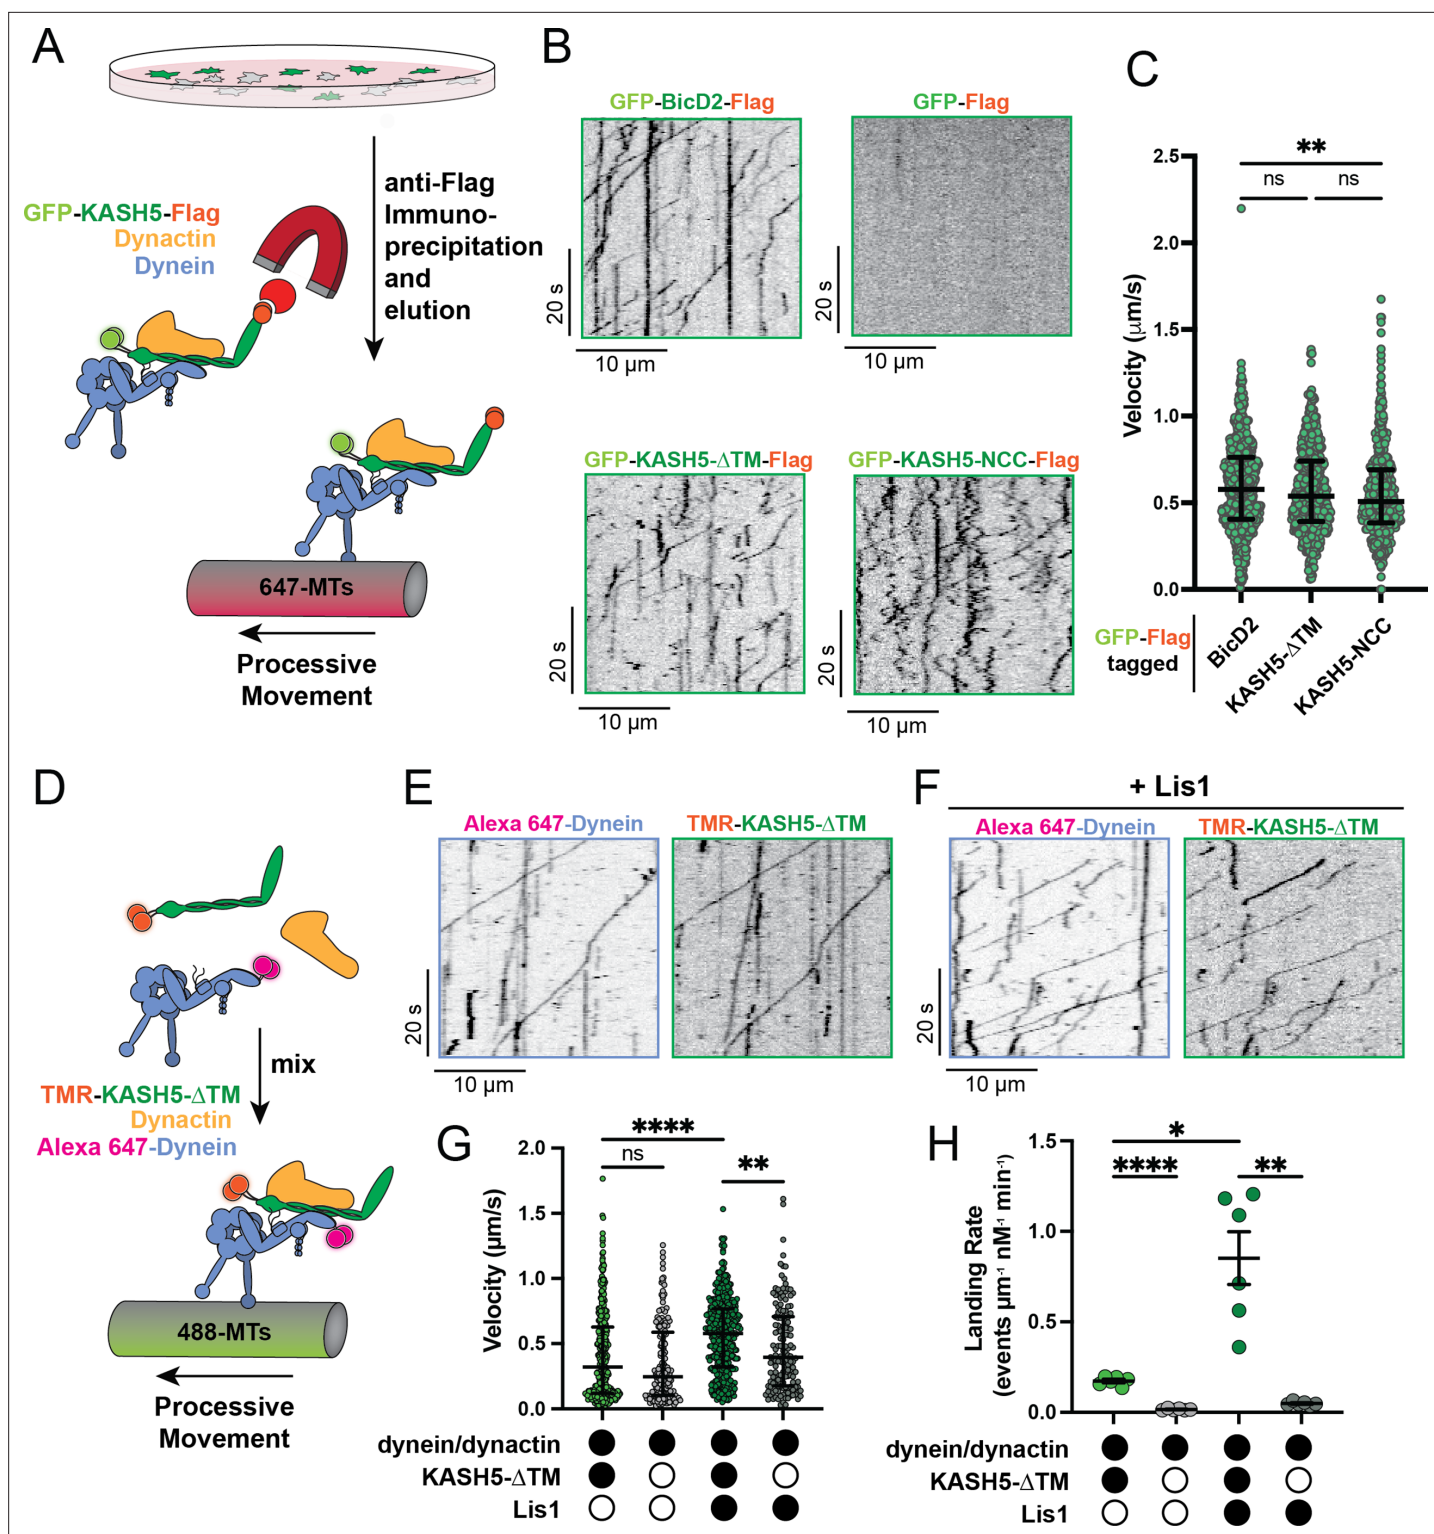 A
anti-Flag
Immuno-
precipitation
and
elution
GFP-KASH5-Flag
Dynactin
Dynein
647-MTs
Processive
Movement
B
GFP-BicD2-Flag
GFP-Flag
20 s
20 s
10 µm
10 µm
GFP-KASH5-ΔTM-Flag
GFP-KASH5-NCC-Flag
20 s
20 s
10 µm
10 µm
C
**
ns
ns
2.5
2.0
1.5
1.0
0.5
0.0
Velocity (µm/s)
GFP-Flag
tagged
BicD2
KASH5-ΔTM
KASH5-NCC
D
mix
TMR-KASH5-ΔTM
Dynactin
Alexa 647-Dynein
488-MTs
Processive
Movement
E
Alexa 647-Dynein
TMR-KASH5-ΔTM
20 s
10 µm
F
+ Lis1
Alexa 647-Dynein
TMR-KASH5-ΔTM
20 s
10 µm
G
****
ns
**
2.0
1.5
1.0
0.5
0.0
Velocity (µm/s)
dynein/dynactin
KASH5-ΔTM
Lis1
H
*
****
**
1.5
1.0
0.5
0.0
Landing Rate
(events µm⁻¹ nM⁻¹ min⁻¹)
dynein/dynactin
KASH5-ΔTM
Lis1